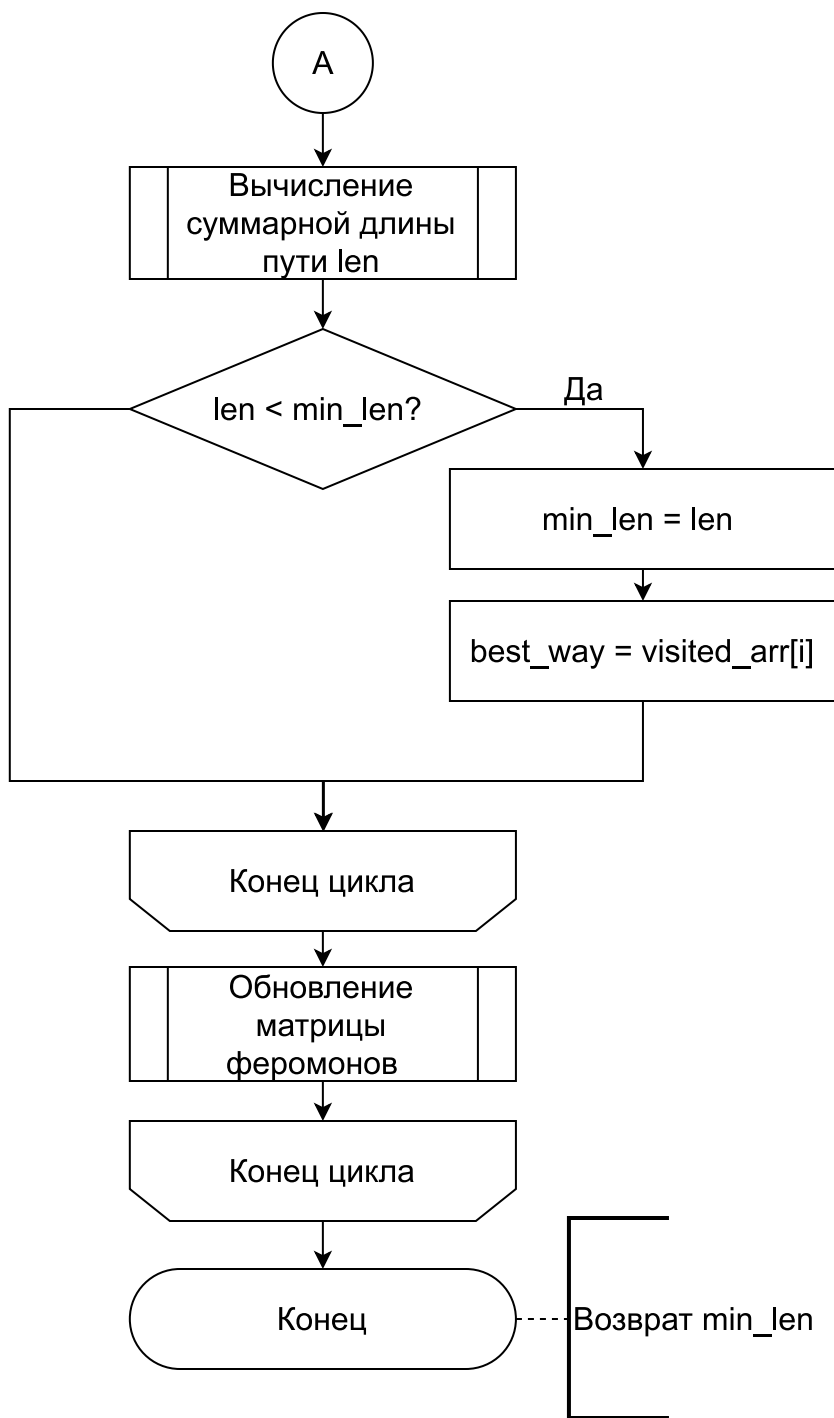 А
Вычисление
суммарной длины
пути len
len < min_len?
Да
min_len = len
best_way = visited_arr[i]
Конец цикла
Обновление
матрицы
феромонов
Конец цикла
Конец
Возврат min_len